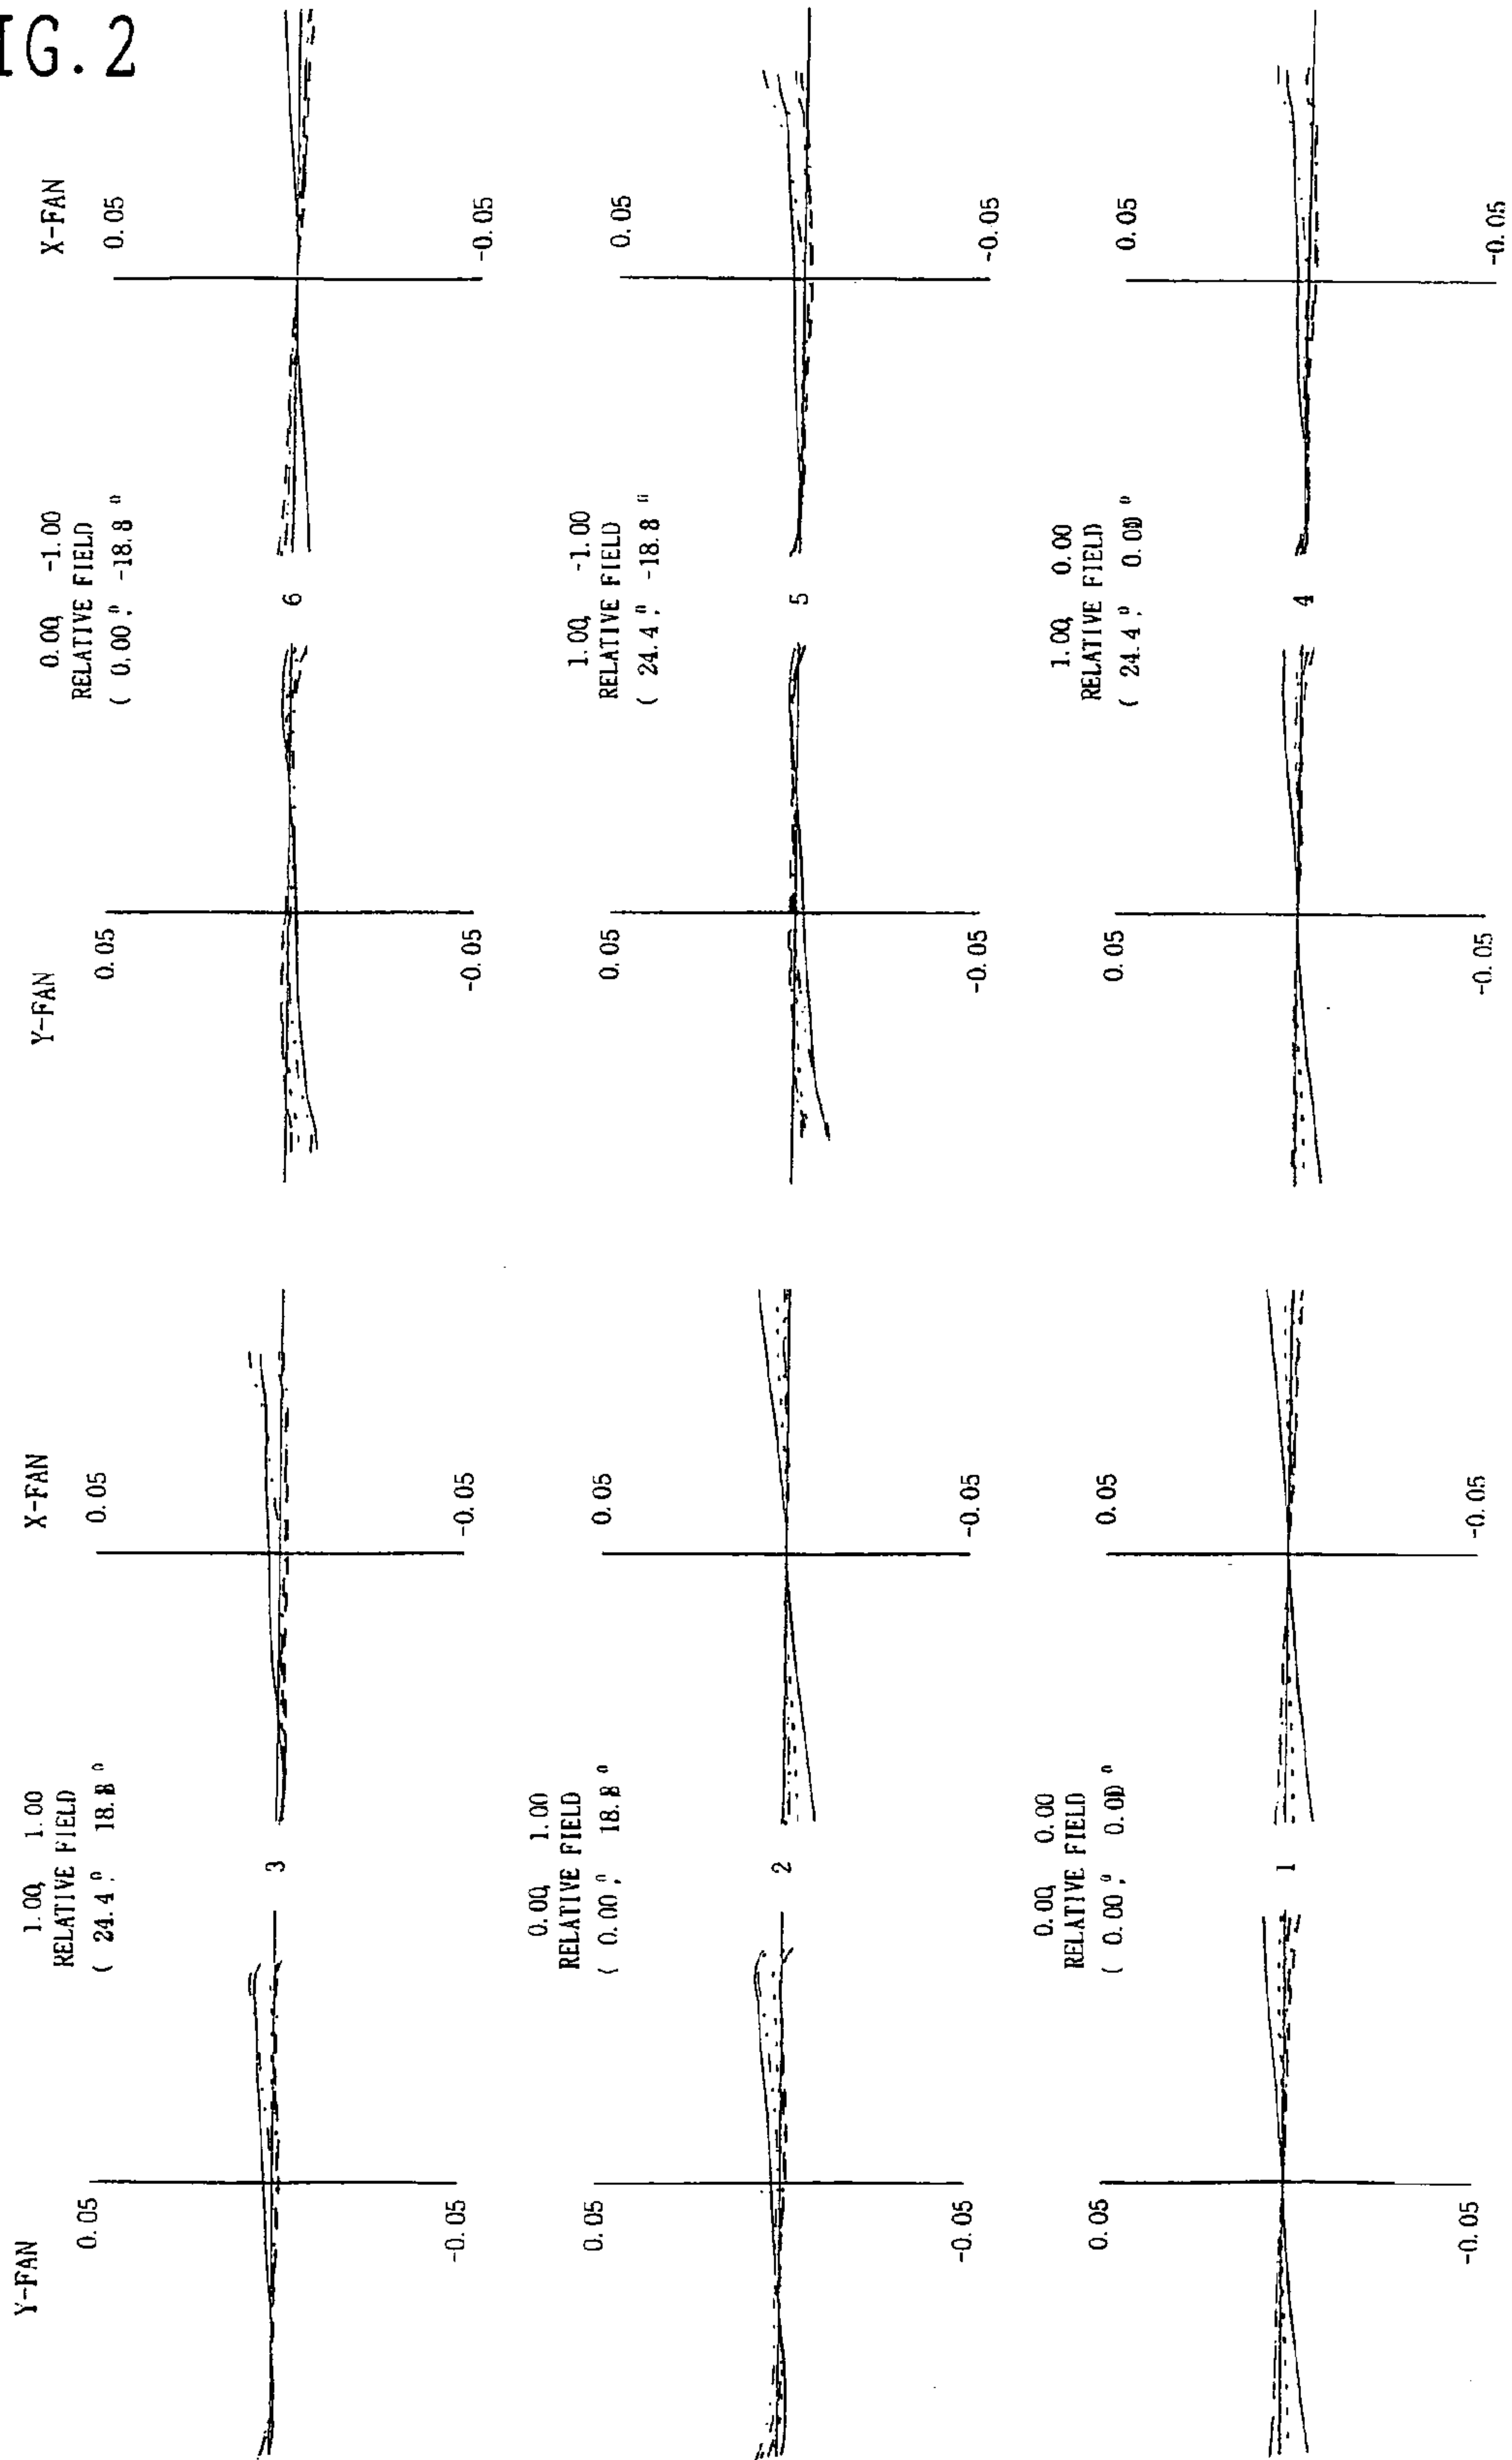 IG. 2
Y-FAN
X-FAN
1.00, 1.00
RELATIVE FIELD
( 24.4°, 18.8°
0.05
0.05
-0.05
3
-0.05
0.00, 1.00
RELATIVE FIELD
( 0.00°, 18.8°
0.05
0.05
-0.05
2
-0.05
0.00, 0.00
RELATIVE FIELD
( 0.00°, 0.00°
0.05
0.05
-0.05
1
-0.05
Y-FAN
X-FAN
0.00, -1.00
RELATIVE FIELD
( 0.00°, -18.8°
0.05
0.05
-0.05
6
-0.05
1.00, -1.00
RELATIVE FIELD
( 24.4°, -18.8°
0.05
0.05
-0.05
5
-0.05
1.00, 0.00
RELATIVE FIELD
( 24.4°, 0.00°
0.05
0.05
-0.05
4
-0.05